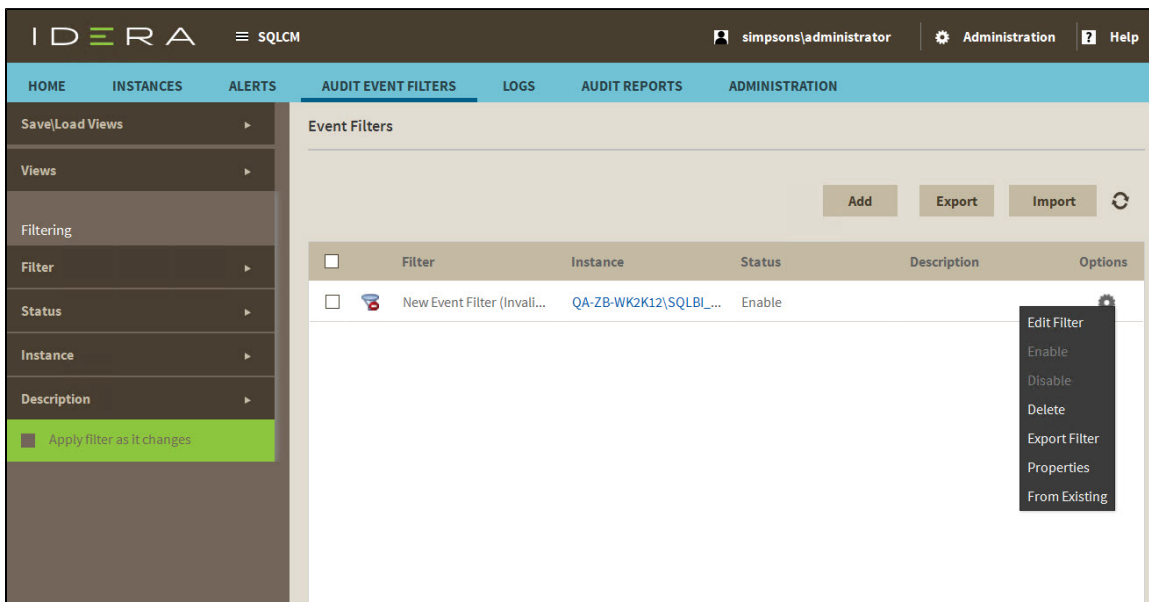 IDERA
SQLCM
simpsons\administrator
Administration
? Help
HOME INSTANCES ALERTS AUDIT EVENT FILTERS LOGS AUDIT REPORTS ADMINISTRATION
Save\Load Views
Views
Filtering
Filter
Status
Instance
Description
Apply filter as it changes
Event Filters
Add Export Import
Filter Instance Status Description Options
New Event Filter (Invali... QA-ZB-WK2K12\SQLBI_... Enable
Edit Filter
Enable
Disable
Delete
Export Filter
Properties
From Existing